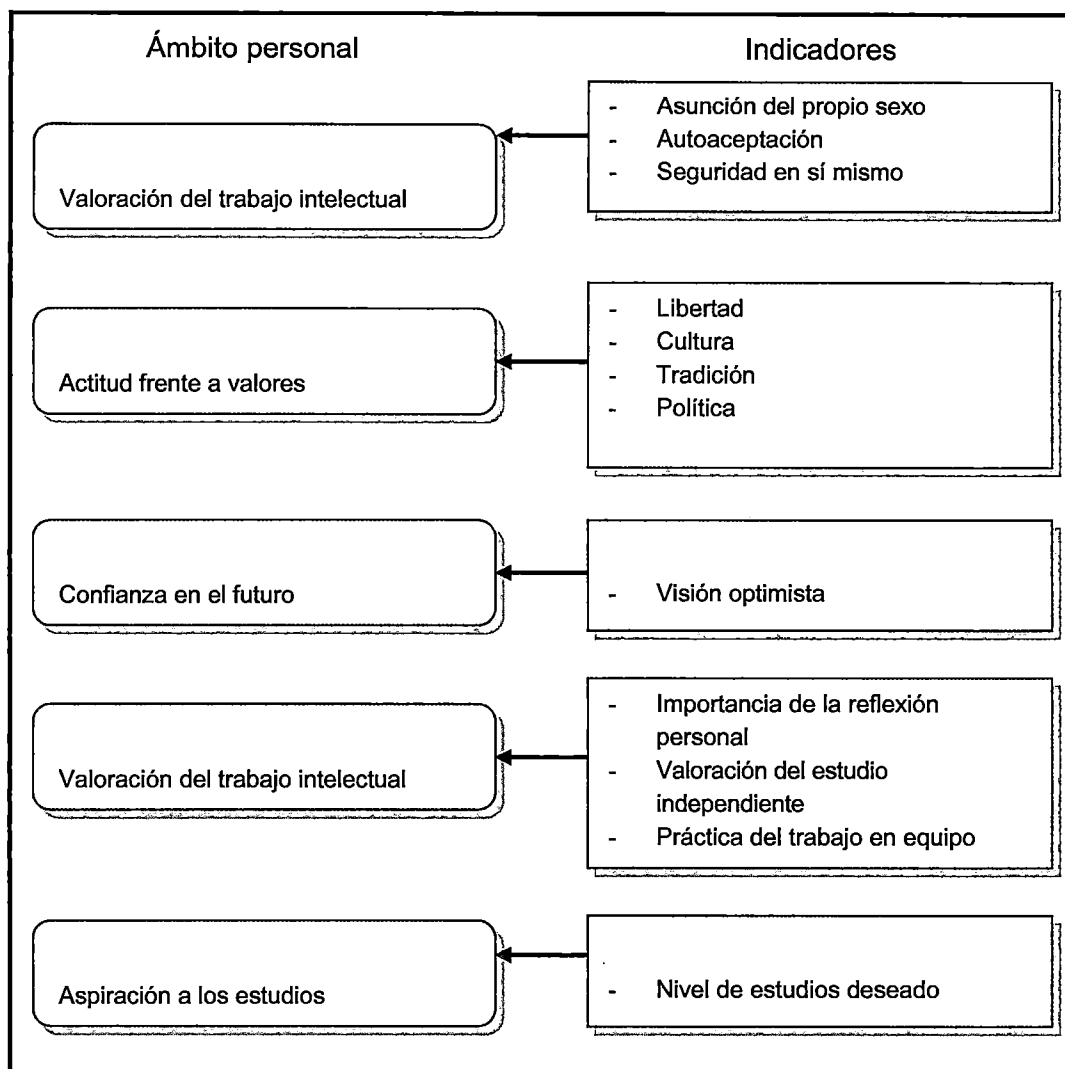 Ámbito personal
Indicadores
Valoración del trabajo intelectual
- Asunción del propio sexo
- Autoaceptación
- Seguridad en sí mismo
Actitud frente a valores
- Libertad
- Cultura
- Tradición
- Política
Confianza en el futuro
- Visión optimista
Valoración del trabajo intelectual
- Importancia de la reflexión
personal
- Valoración del estudio
independiente
- Práctica del trabajo en equipo
Aspiración a los estudios
- Nivel de estudios deseado